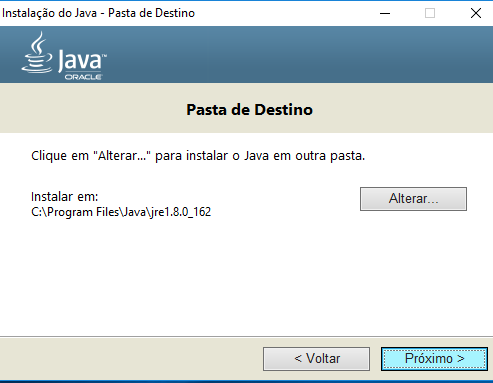 Instalação do Java - Pasta de Destino
Java™
ORACLE®
Pasta de Destino
Clique em "Alterar..." para instalar o Java em outra pasta.
Instalar em:
C:\Program Files\Java\jre1.8.0_162
Alterar...
< Voltar
Próximo >